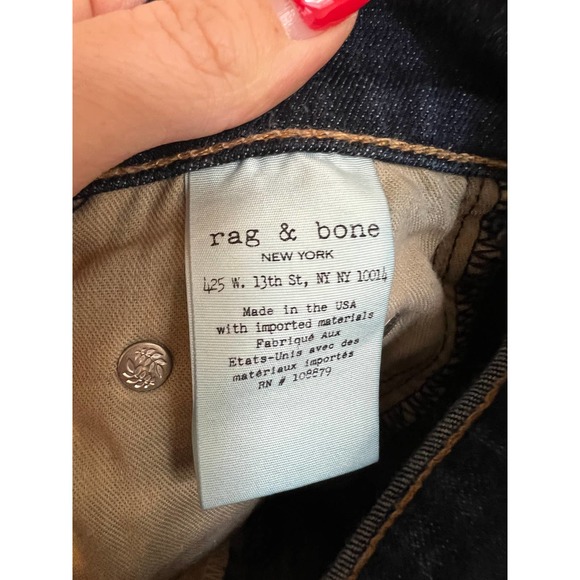 rag & bone
NEW YORK
425 W. 13th St, NY NY 10014
Made in the USA
with imported materials
Fabriqué Aux
Etats-Unis avec des
matériaux importés
RN # 108879